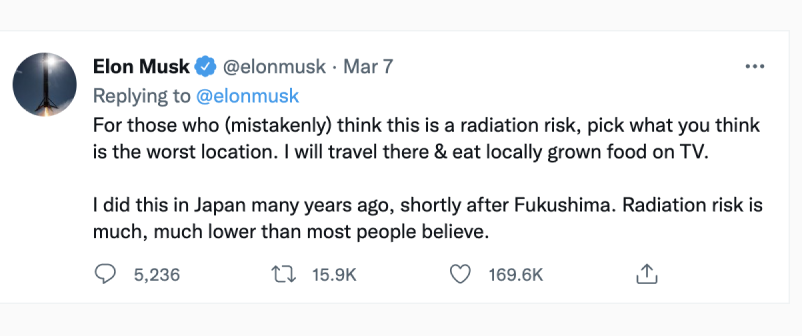 Elon Musk @elonmusk · Mar 7
Replying to @elonmusk
For those who (mistakenly) think this is a radiation risk, pick what you think
is the worst location. I will travel there & eat locally grown food on TV.
I did this in Japan many years ago, shortly after Fukushima. Radiation risk is
much, much lower than most people believe.
5,236 15.9K 169.6K